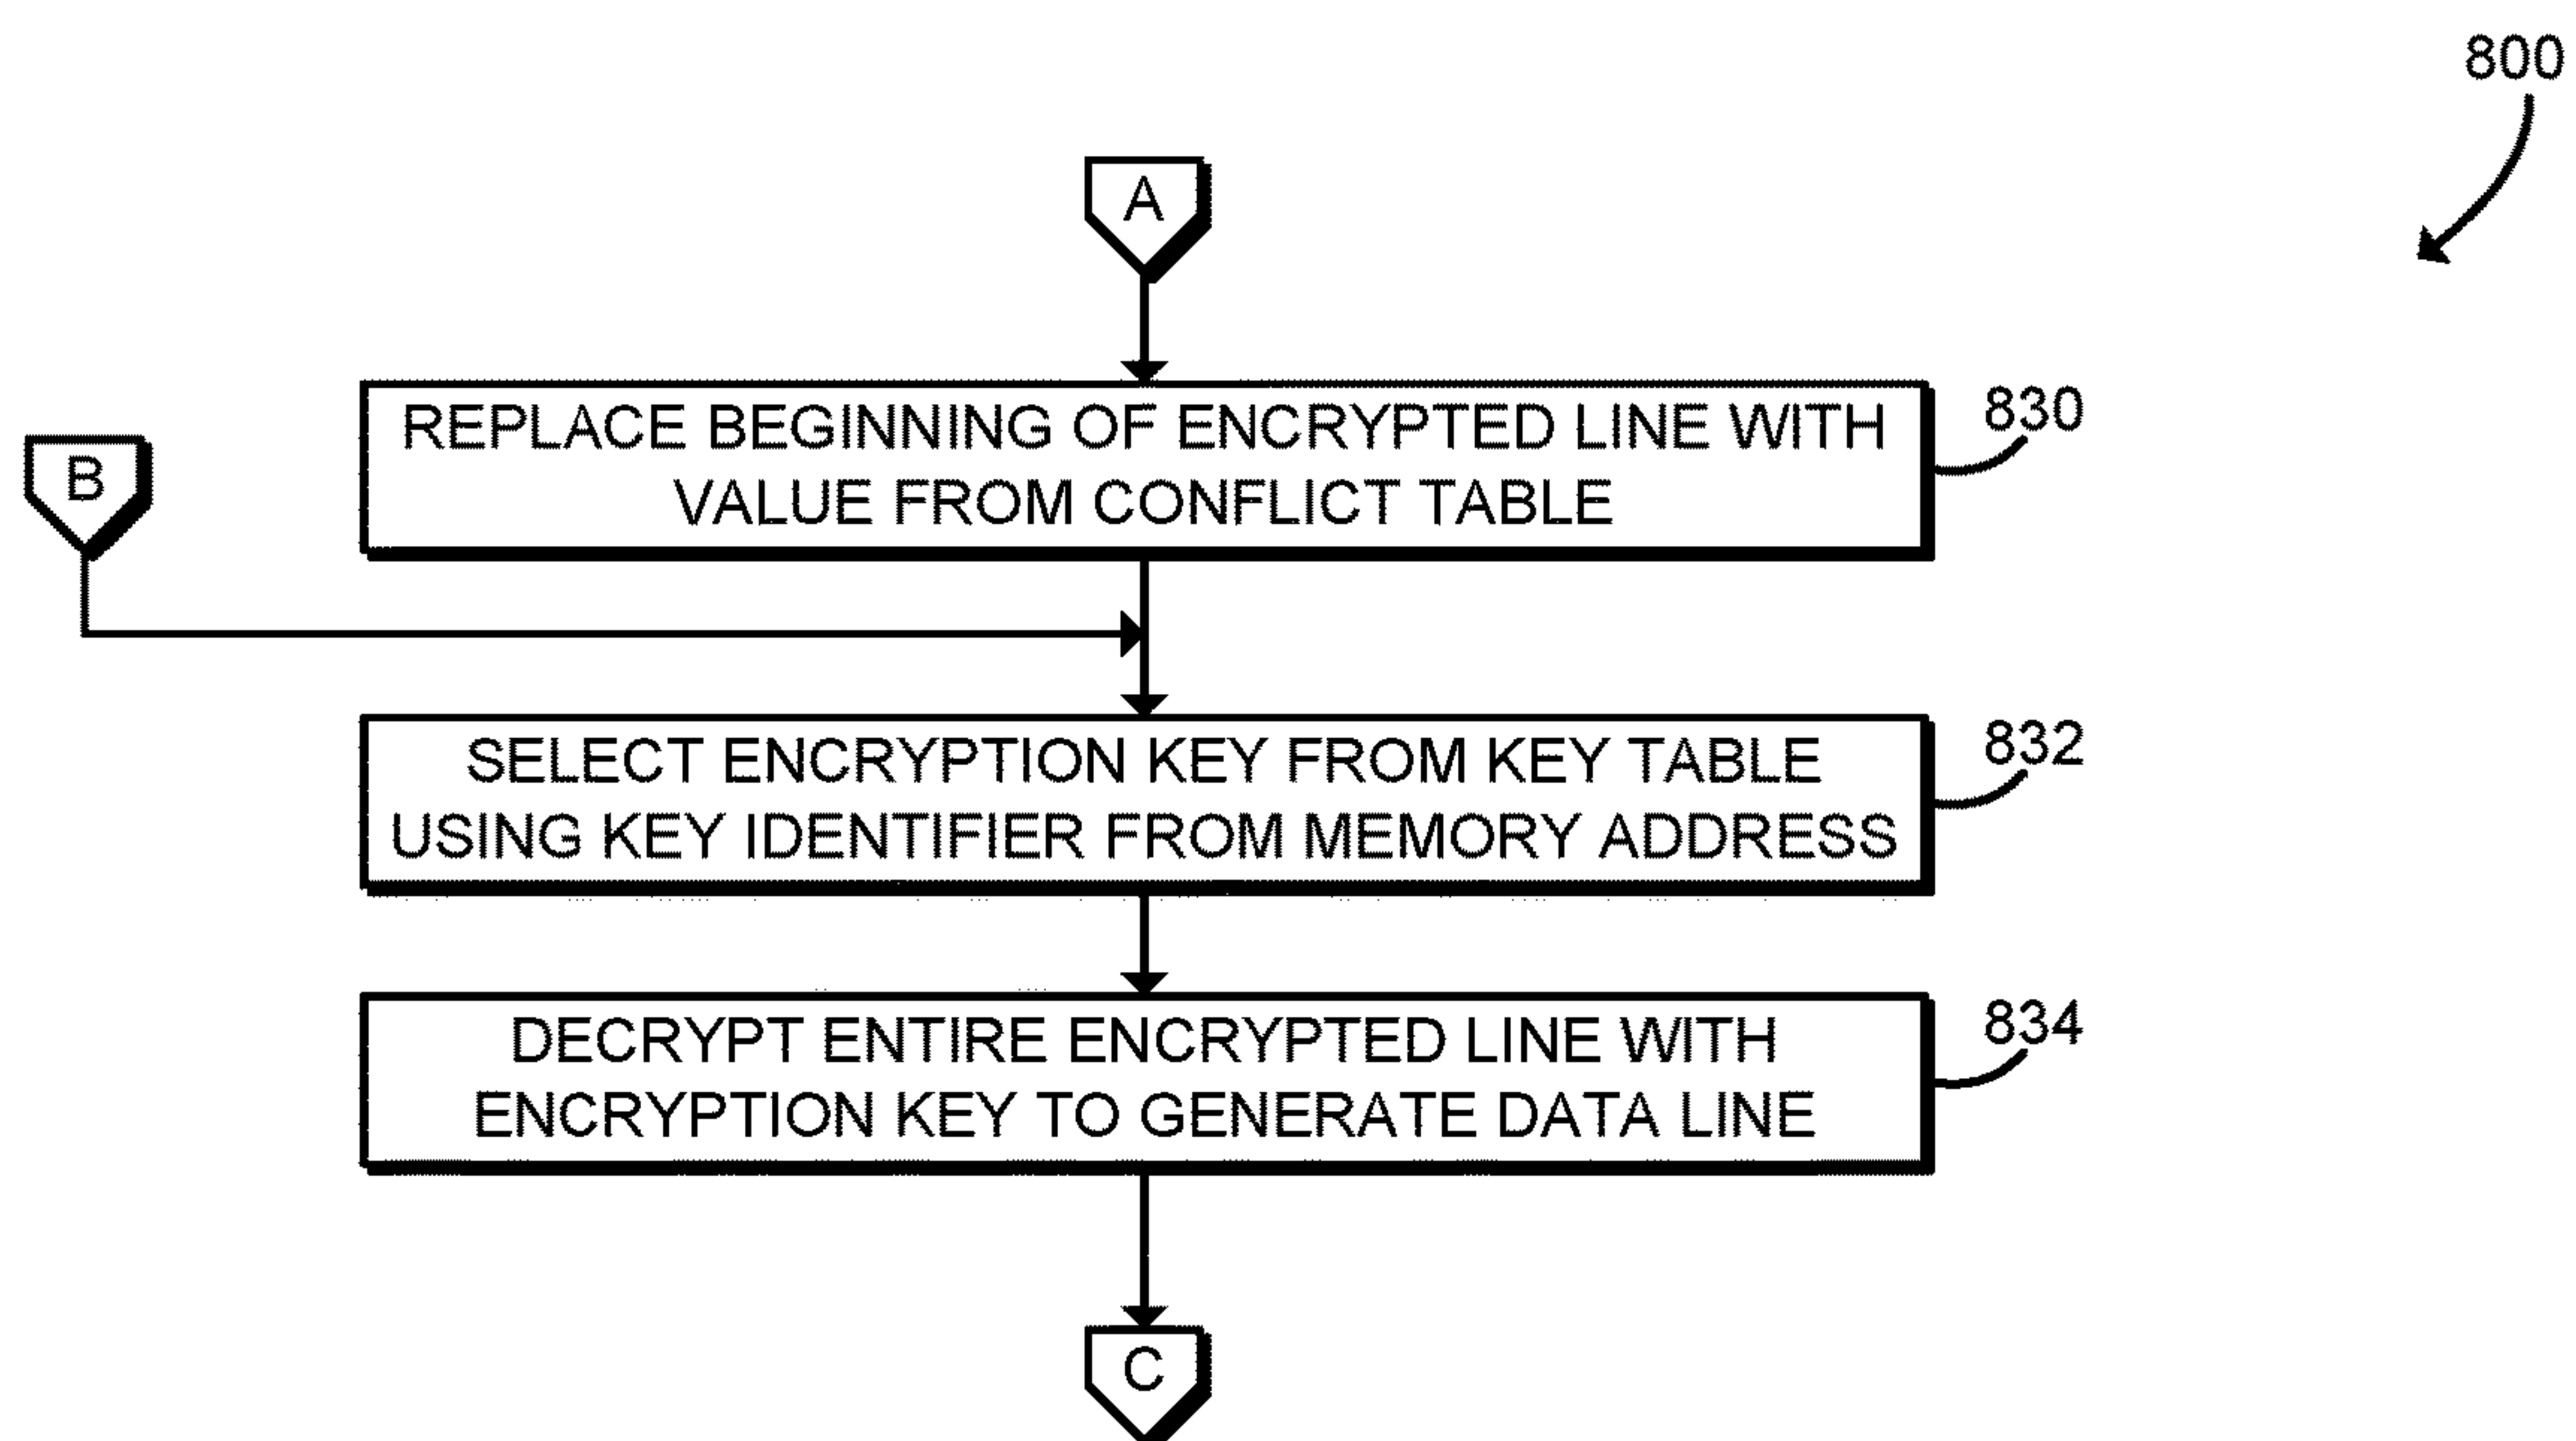 800
A
REPLACE BEGINNING OF ENCRYPTED LINE WITH
VALUE FROM CONFLICT TABLE
830
B
SELECT ENCRYPTION KEY FROM KEY TABLE
USING KEY IDENTIFIER FROM MEMORY ADDRESS
832
DECRYPT ENTIRE ENCRYPTED LINE WITH
ENCRYPTION KEY TO GENERATE DATA LINE
834
C